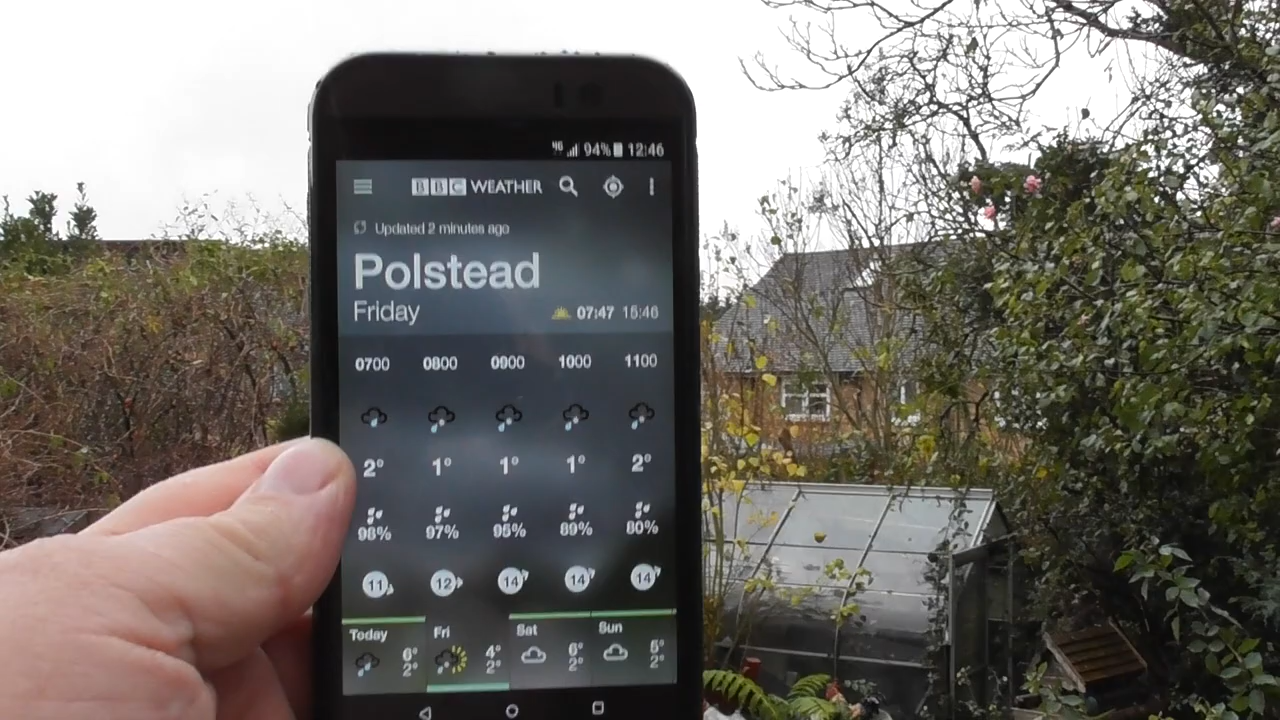 4G 94% 12:46
BBC WEATHER
Updated 2 minutes ago
Polstead
Friday 07:47 15:46
0700 0800 0900 1000 1100
2° 1° 1° 1° 2°
98% 97% 95% 89% 80%
11 12 14 14 14
Today Fri Sat Sun
6° 4° 6° 5°
2° 2° 2° 2°